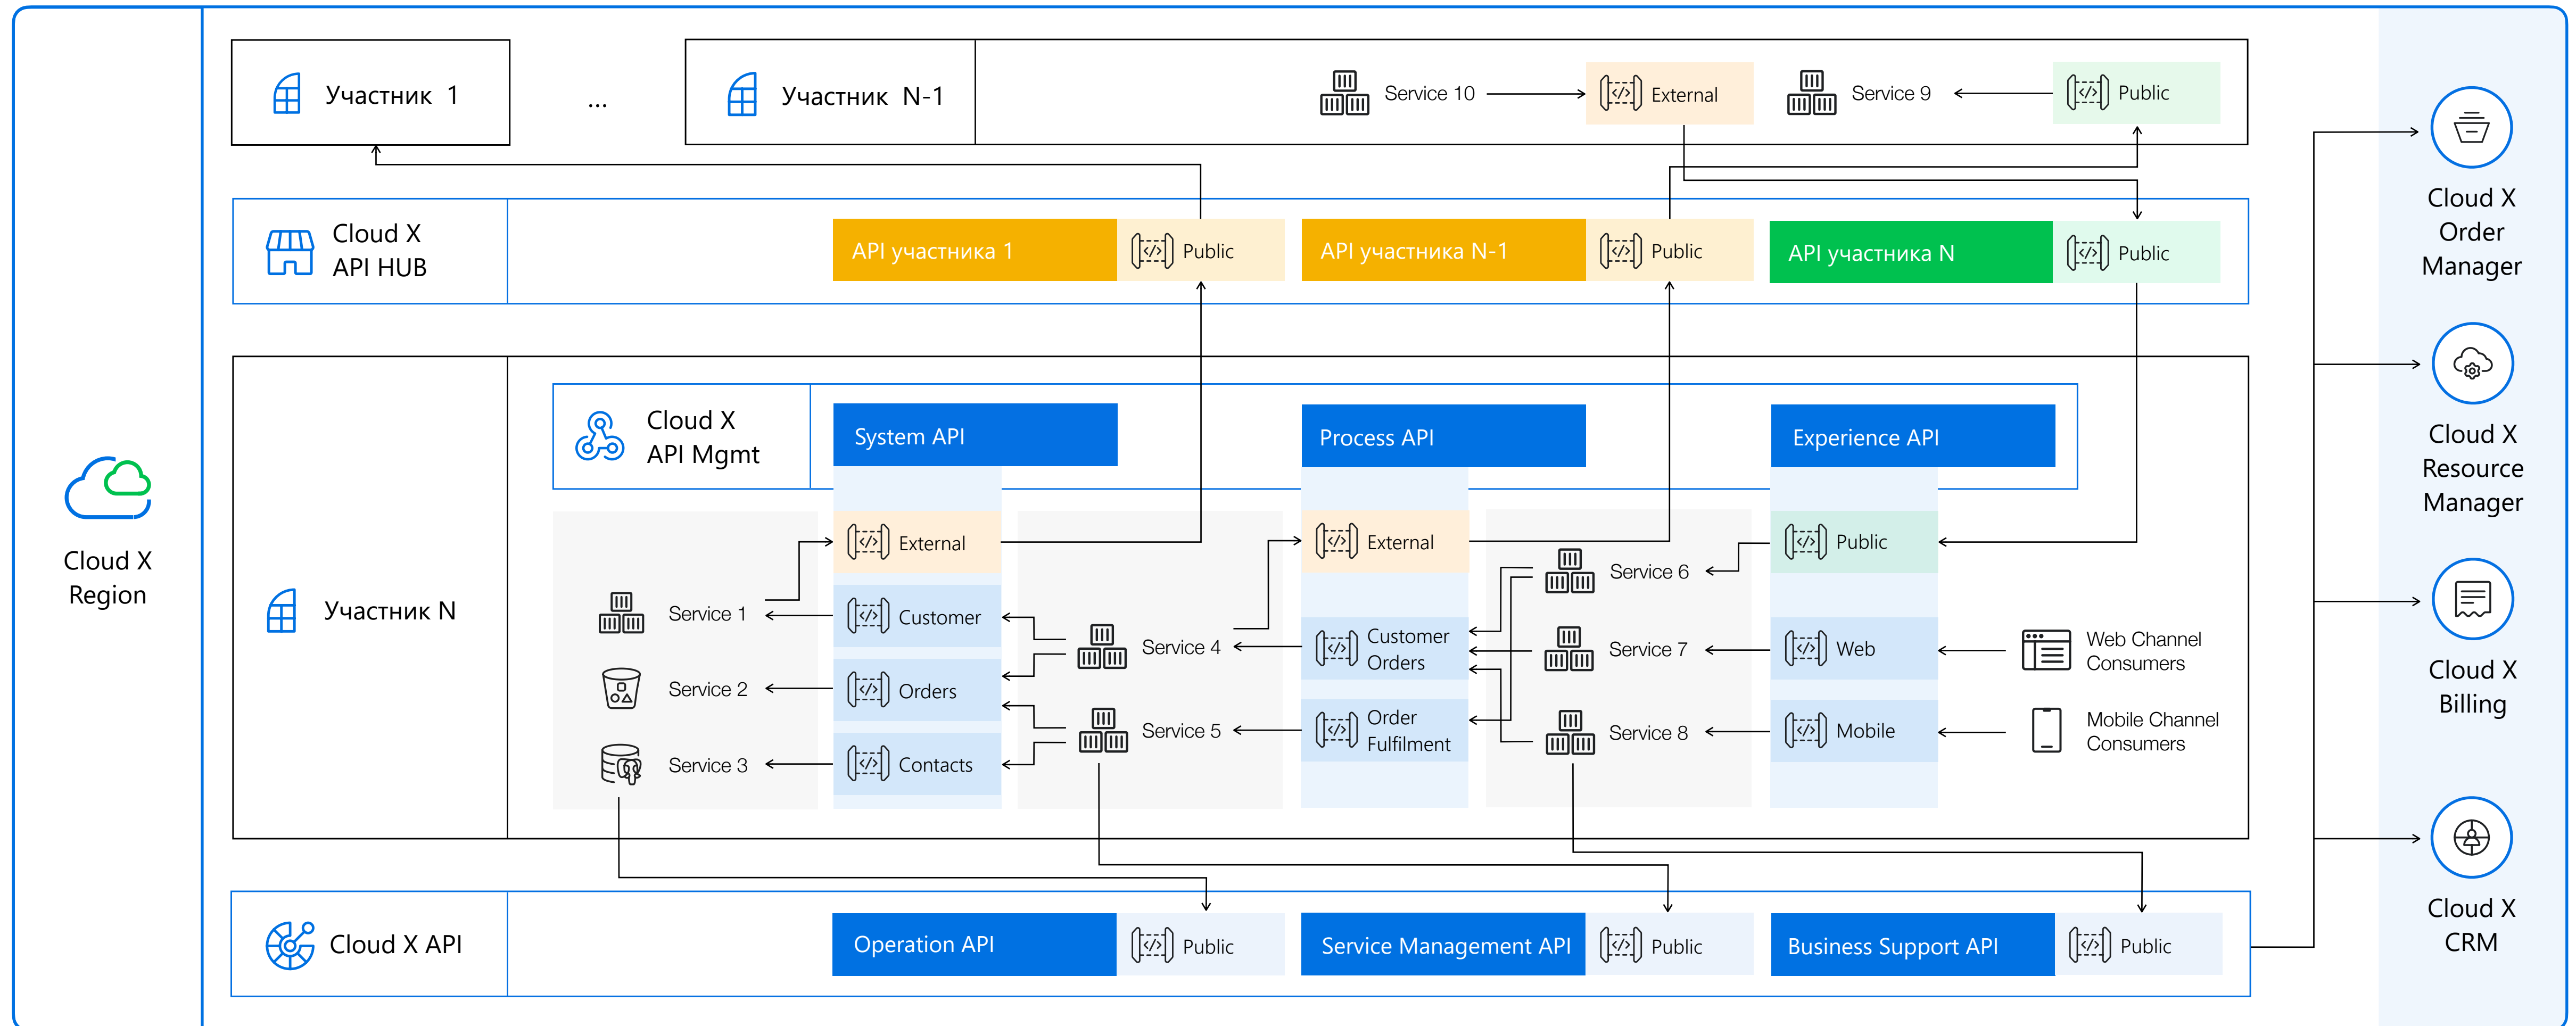 Участник 1
...
Участник N-1
Service 10
External
Service 9
Public
Cloud X
API HUB
API участника 1
Public
API участника N-1
Public
API участника N
Public
Cloud X
Region
Участник N
Cloud X
API Mgmt
System API
Process API
Experience API
Service 1
Service 2
Service 3
External
Customer
Orders
Contacts
Service 4
Service 5
External
Customer
Orders
Order
Fulfilment
Service 6
Service 7
Service 8
Public
Web
Mobile
Web Channel
Consumers
Mobile Channel
Consumers
Cloud X API
Operation API
Public
Service Management API
Public
Business Support API
Public
Cloud X
Order
Manager
Cloud X
Resource
Manager
Cloud X
Billing
Cloud X
CRM